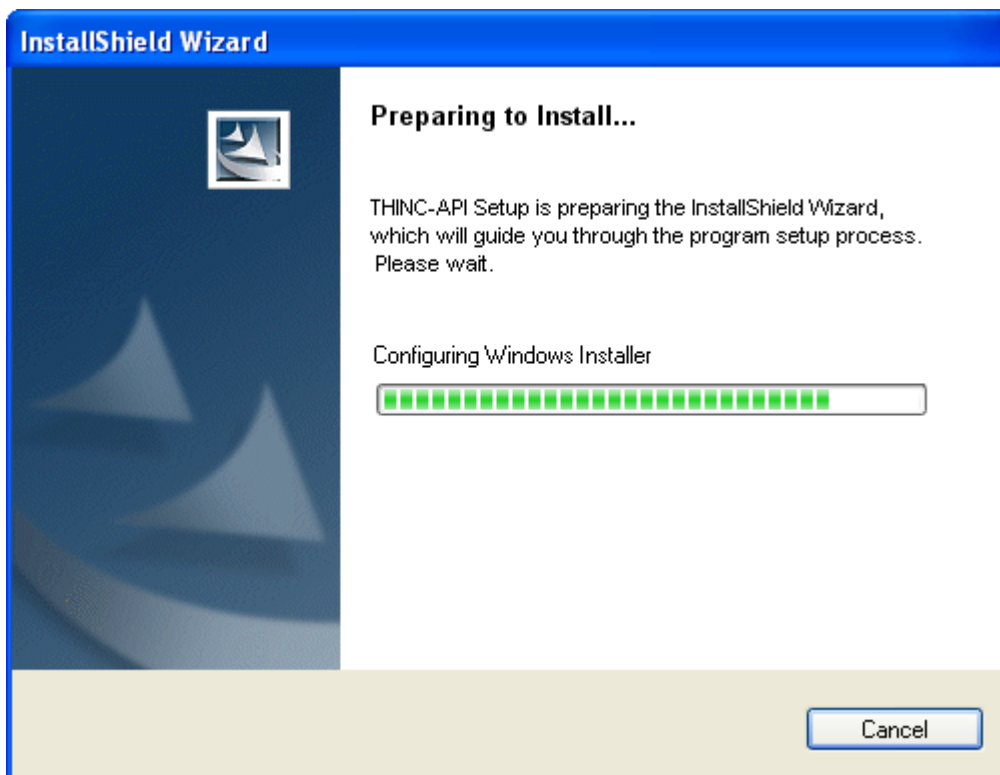 InstallShield Wizard
Preparing to Install...
THINC-API Setup is preparing the InstallShield Wizard,
which will guide you through the program setup process.
Please wait.
Configuring Windows Installer
Cancel